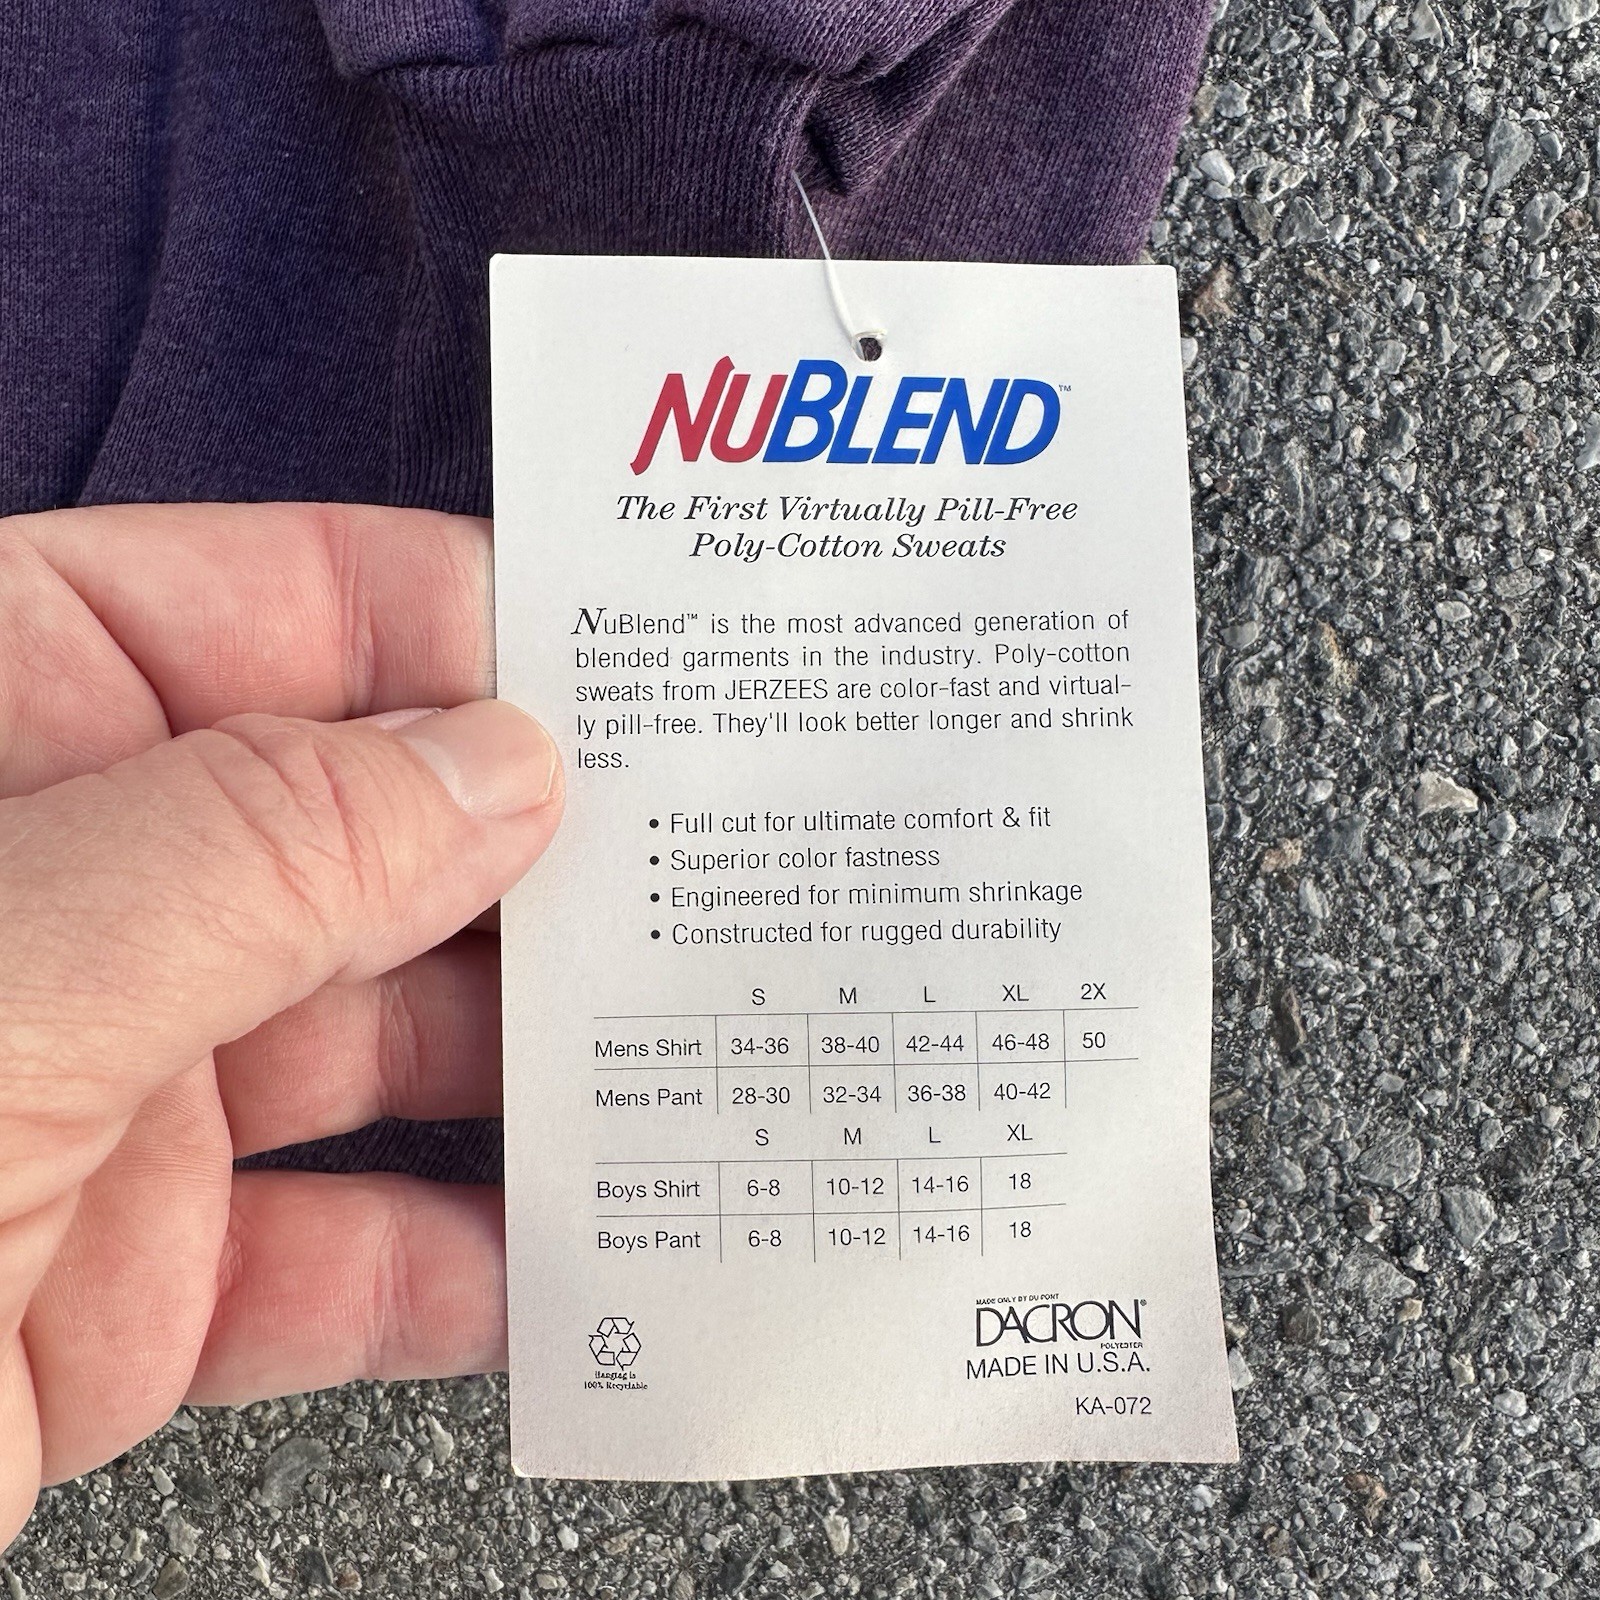 NUBLEND™
The First Virtually Pill-Free
Poly-Cotton Sweats
NuBlend™ is the most advanced generation of
blended garments in the industry. Poly-cotton
sweats from JERZEES are color-fast and virtual-
ly pill-free. They'll look better longer and shrink
less.
• Full cut for ultimate comfort & fit
• Superior color fastness
• Engineered for minimum shrinkage
• Constructed for rugged durability
S M L XL 2X
Mens Shirt 34-36 38-40 42-44 46-48 50
Mens Pant 28-30 32-34 36-38 40-42
S M L XL
Boys Shirt 6-8 10-12 14-16 18
Boys Pant 6-8 10-12 14-16 18
MADE ONLY BY DU PONT
DACRON®
POLYESTER
MADE IN U.S.A.
Hangtag is
100% Recyclable
KA-072